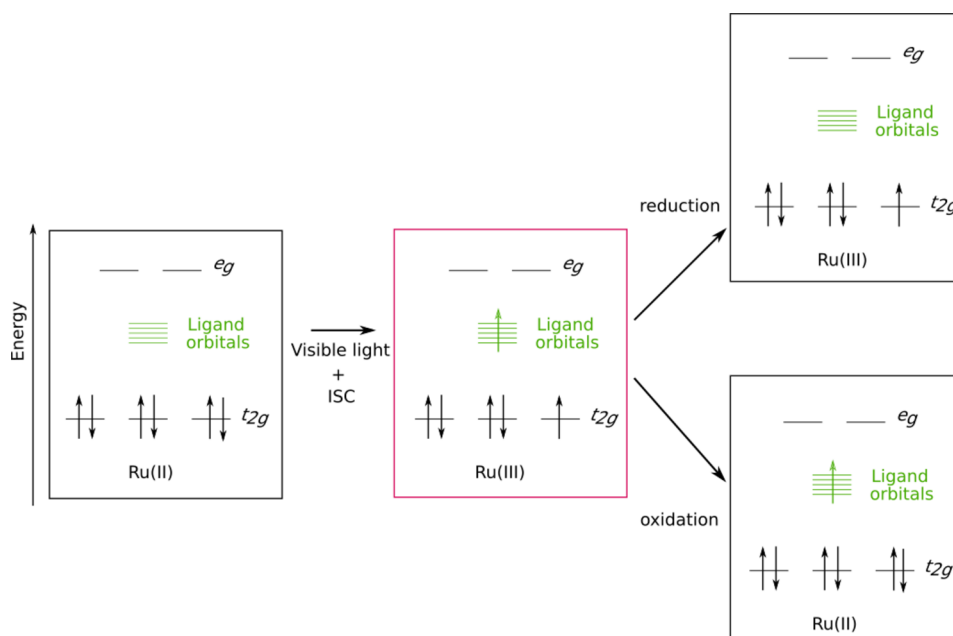 Energy
eg
Ligand
orbitals
t2g
Ru(II)
Visible light
+
ISC
eg
Ligand
orbitals
t2g
Ru(III)
reduction
eg
Ligand
orbitals
t2g
Ru(III)
oxidation
eg
Ligand
orbitals
t2g
Ru(II)